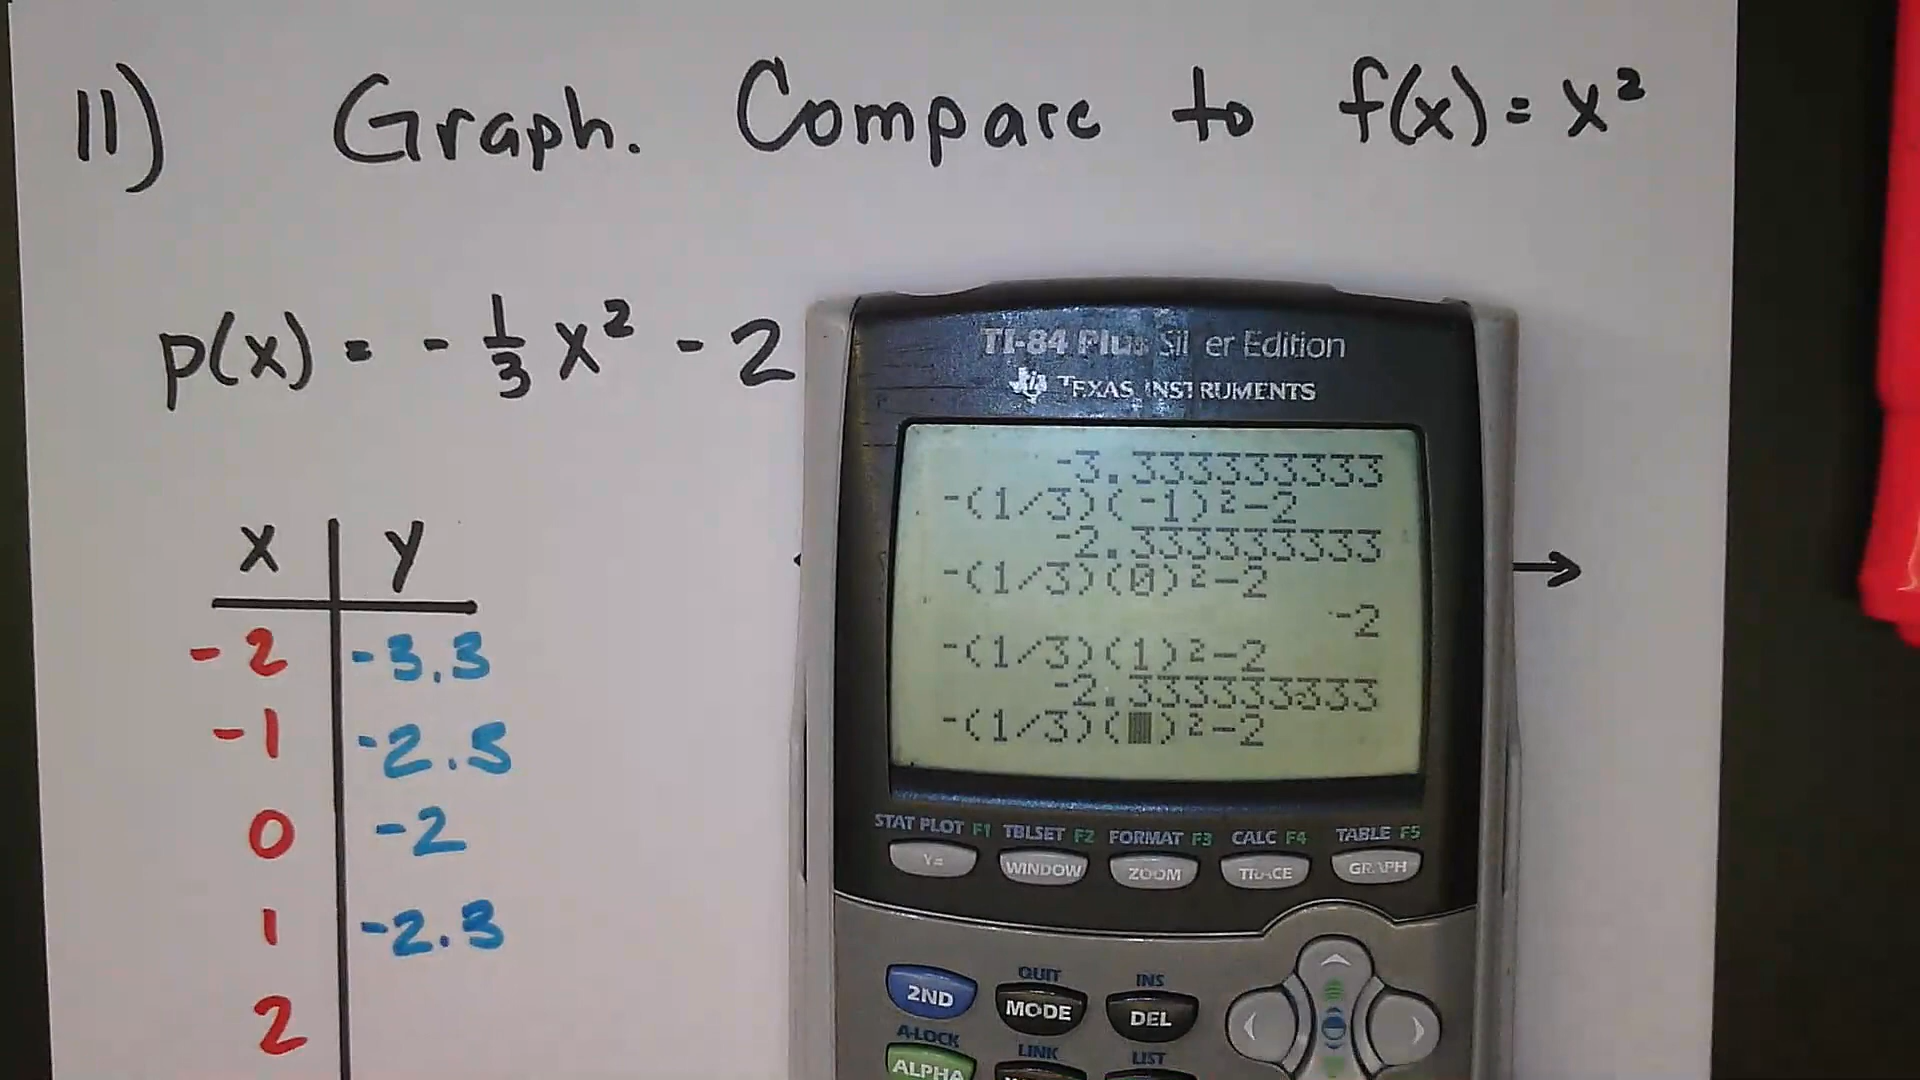 11) Graph. Compare to f(x) = x²
p(x) = - 1/3 x² - 2
x | y
-2 | -3.3
-1 | -2.3
0 | -2
1 | -2.3
2
TI-84 Plus Silver Edition
TEXAS INSTRUMENTS
-3.333333333
-(1/3)(-1)²-2
-2.333333333
-(1/3)(0)²-2
-2
-(1/3)(1)²-2
-2.333333333
-(1/3)( )²-2
STAT PLOT F1 TBLSET F2 FORMAT F3 CALC F4 TABLE F5
Y= WINDOW ZOOM TRACE GRAPH
QUIT INS
2ND MODE DEL
A-LOCK LINK LIST
ALPHA